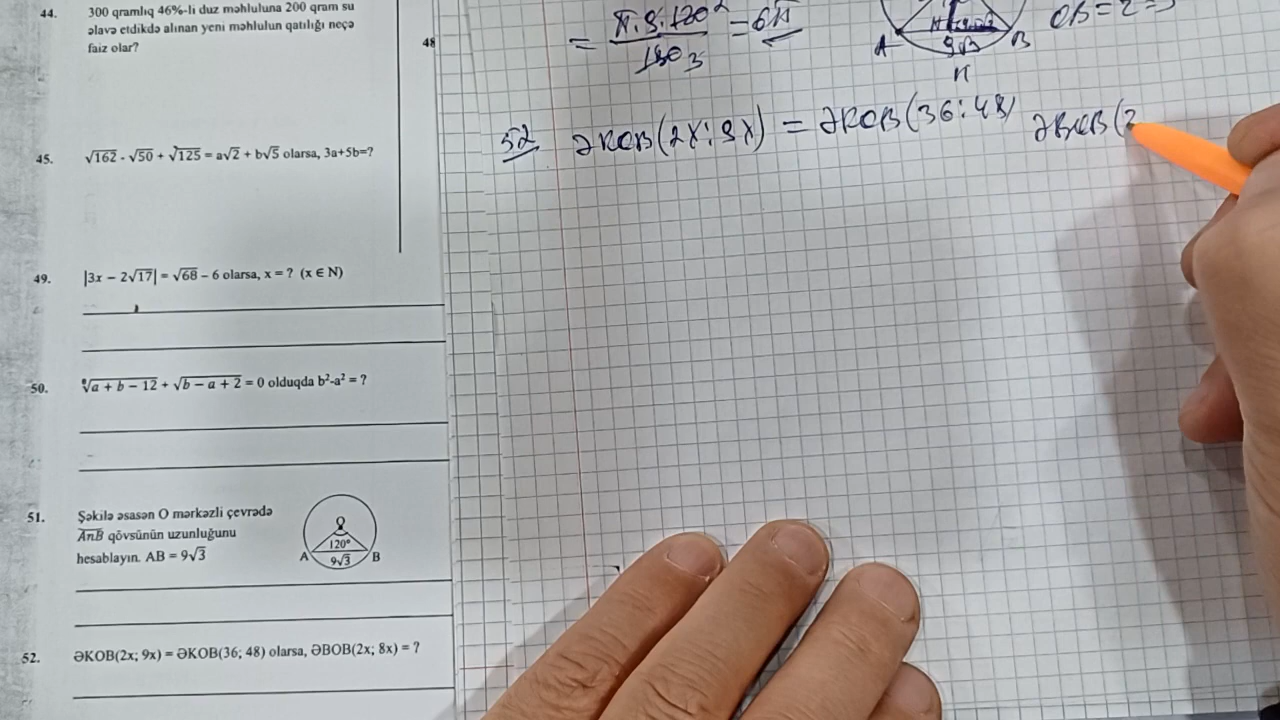 44. 300 qramlıq 46%-li duz məhluluna 200 qram su
əlavə etdikdə alınan yeni məhlulun qatılığı neçə
faiz olar?
48
45. √162 - √50 + √125 = a√2 + b√5 olarsa, 3a+5b=?
49. |3x − 2√17| = √68 − 6 olarsa, x = ? (x ∈ N)
50. a + b − 12 + √b − a + 2 = 0 olduqda b²-a² = ?
51. Şəkilə əsasən O mərkəzli çevrədə
AnB qövsünün uzunluğunu
hesablayın. AB = 9√3
O
120°
A 9√3 B
52. ƏKOB(2x; 9x) = ƏKOB(36; 48) olarsa, ƏBOB(2x; 8x) = ?
= π·9·120² / 180 3 = 6π
A B
n
52 ƏKOB(2x; 9x) = ƏKOB(36; 48) ƏBOB(2